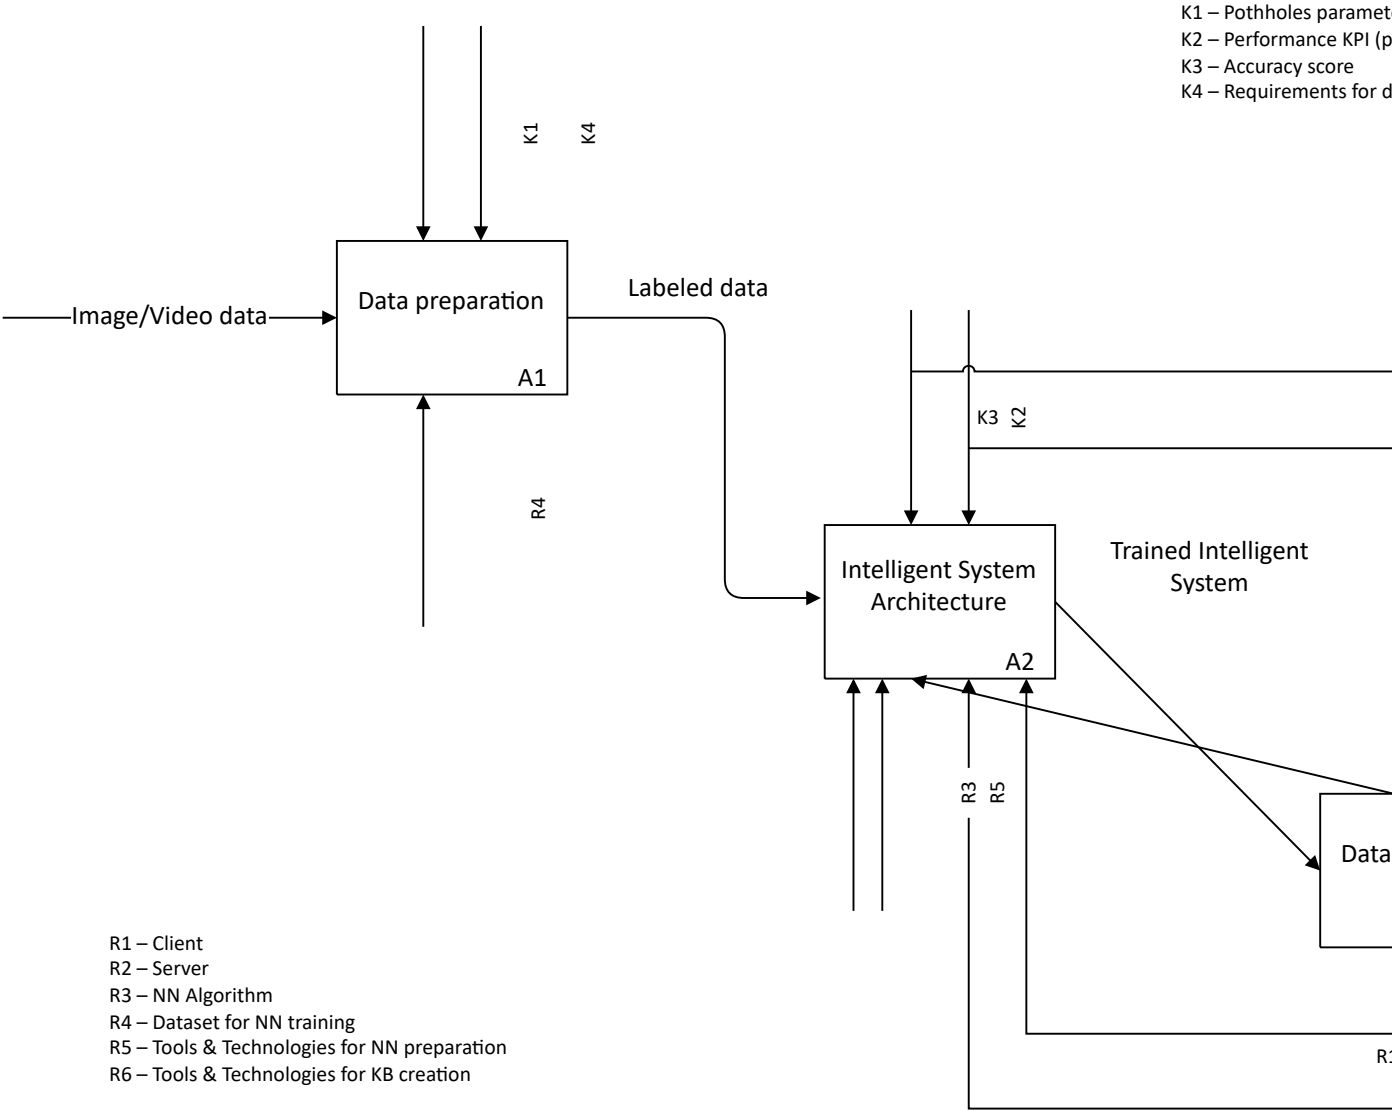 K1 – Pothholes paramet
K2 – Performance KPI (p
K3 – Accuracy score
K4 – Requirements for d
K1
K4
Image/Video data
Data preparation
A1
Labeled data
K3
K2
R4
Intelligent System
Architecture
A2
Trained Intelligent
System
R3
R5
Data
R1 – Client
R2 – Server
R3 – NN Algorithm
R4 – Dataset for NN training
R5 – Tools & Technologies for NN preparation
R6 – Tools & Technologies for KB creation